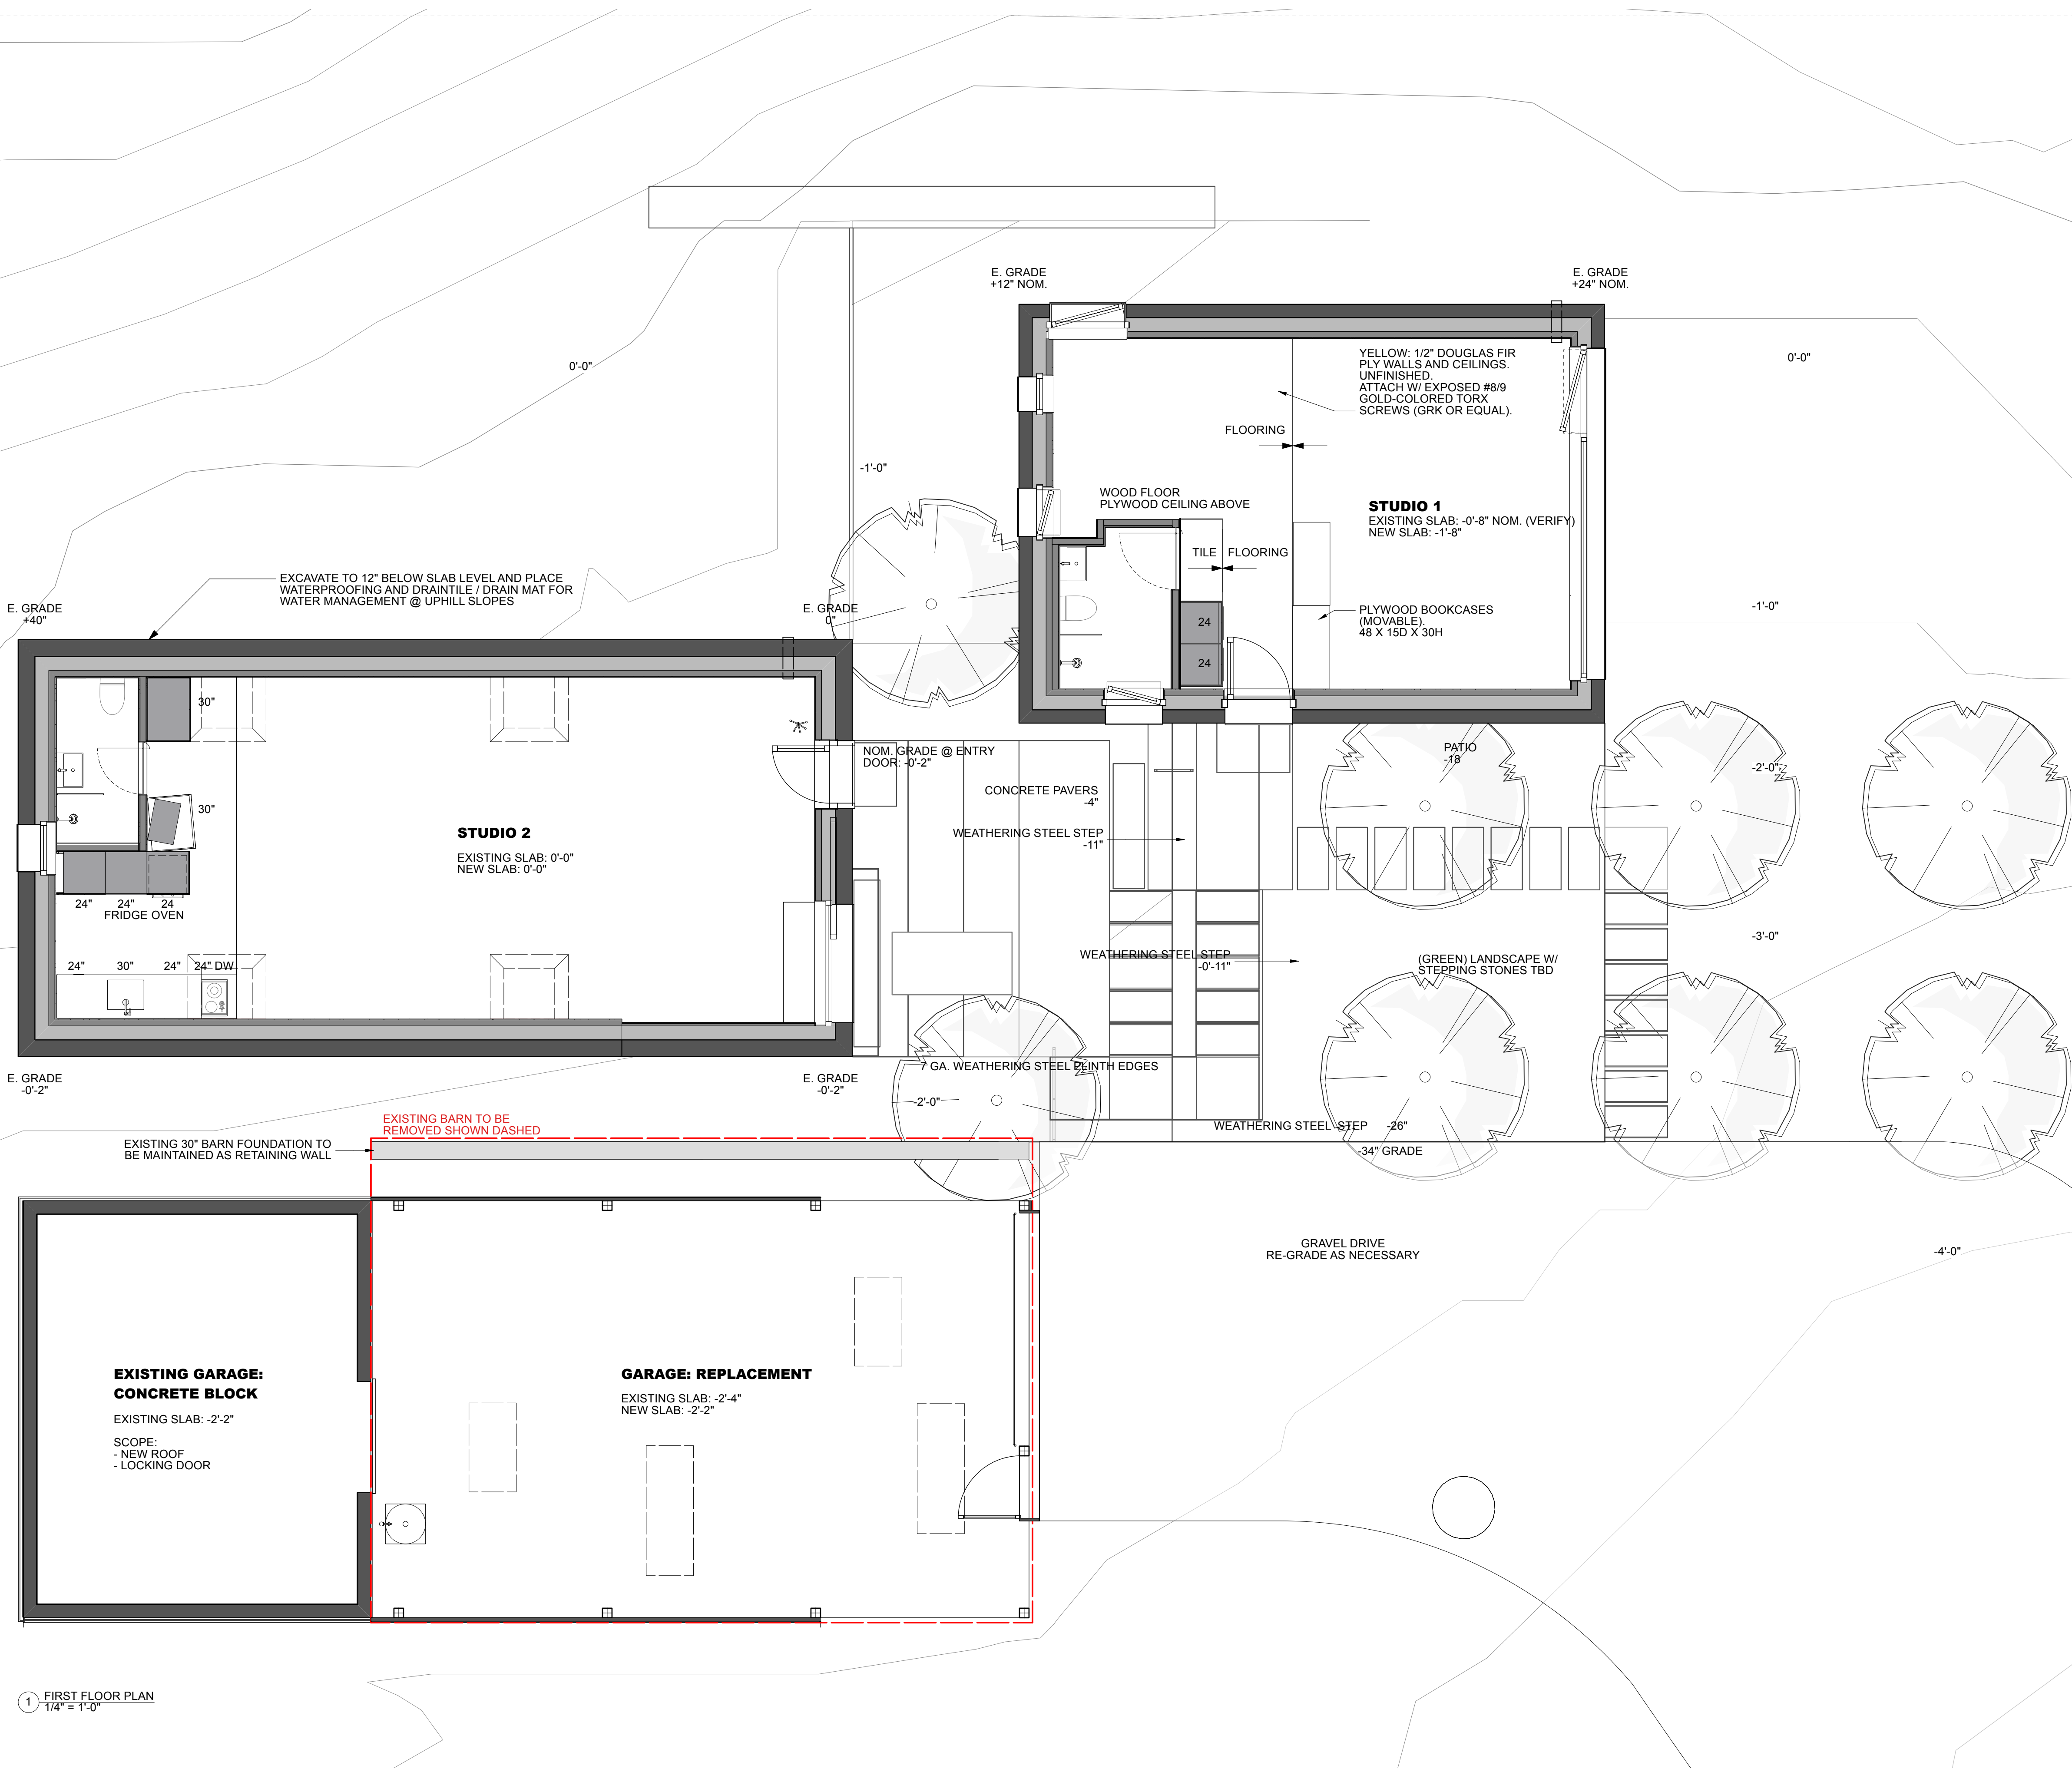 E. GRADE
+12" NOM.
E. GRADE
+24" NOM.
0'-0"
0'-0"
YELLOW: 1/2" DOUGLAS FIR
PLY WALLS AND CEILINGS.
UNFINISHED.
ATTACH W/ EXPOSED #8/9
GOLD-COLORED TORX
SCREWS (GRK OR EQUAL).
FLOORING
-1'-0"
WOOD FLOOR
PLYWOOD CEILING ABOVE
STUDIO 1
EXISTING SLAB: -0'-8" NOM. (VERIFY)
NEW SLAB: -1'-8"
TILE
FLOORING
EXCAVATE TO 12" BELOW SLAB LEVEL AND PLACE
WATERPROOFING AND DRAINTILE / DRAIN MAT FOR
WATER MANAGEMENT @ UPHILL SLOPES
E. GRADE
+40"
E. GRADE
0"
24
24
PLYWOOD BOOKCASES
(MOVABLE).
48 X 15D X 30H
-1'-0"
30"
30"
NOM. GRADE @ ENTRY
DOOR: -0'-2"
PATIO
-18
-2'-0"
CONCRETE PAVERS
-4"
STUDIO 2
EXISTING SLAB: 0'-0"
NEW SLAB: 0'-0"
WEATHERING STEEL STEP
-11"
24"
24"
24
FRIDGE OVEN
24"
30"
24"
24" DW
WEATHERING STEEL STEP
-0'-11"
(GREEN) LANDSCAPE W/
STEPPING STONES TBD
-3'-0"
E. GRADE
-0'-2"
E. GRADE
-0'-2"
7 GA. WEATHERING STEEL PLINTH EDGES
-2'-0"
EXISTING BARN TO BE
REMOVED SHOWN DASHED
EXISTING 30" BARN FOUNDATION TO
BE MAINTAINED AS RETAINING WALL
WEATHERING STEEL STEP
-26"
-34" GRADE
GRAVEL DRIVE
RE-GRADE AS NECESSARY
-4'-0"
EXISTING GARAGE:
CONCRETE BLOCK
EXISTING SLAB: -2'-2"
SCOPE:
- NEW ROOF
- LOCKING DOOR
GARAGE: REPLACEMENT
EXISTING SLAB: -2'-4"
NEW SLAB: -2'-2"
1
FIRST FLOOR PLAN
1/4" = 1'-0"